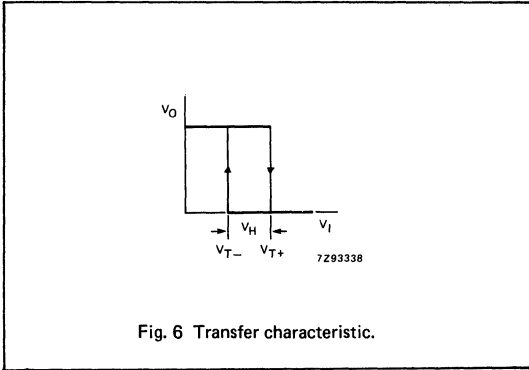 VO
VH
VI
VT−
VT+
7Z93338
Fig. 6 Transfer characteristic.